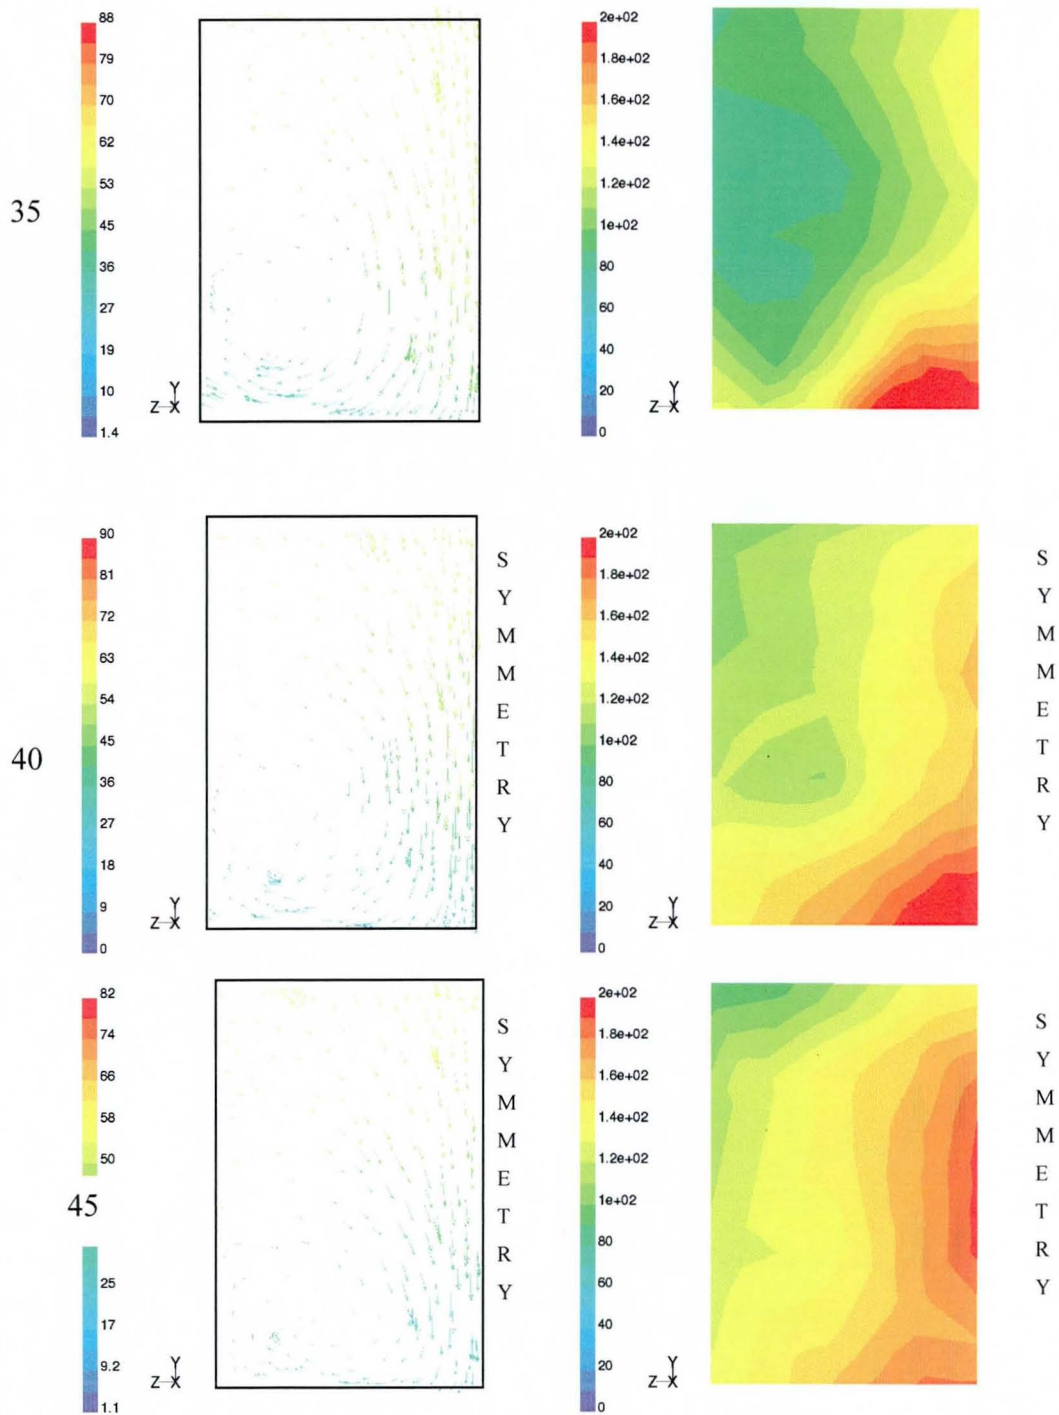 35
88
79
70
62
53
45
36
27
19
10
1.4
Y
Z X
2e+02
1.8e+02
1.6e+02
1.4e+02
1.2e+02
1e+02
80
60
40
20
0
Y
Z X
40
90
81
72
63
54
45
36
27
18
9
0
Y
Z X
S
Y
M
M
E
T
R
Y
2e+02
1.8e+02
1.6e+02
1.4e+02
1.2e+02
1e+02
80
60
40
20
0
Y
Z X
S
Y
M
M
E
T
R
Y
82
74
66
58
50
45
25
17
9.2
1.1
Y
Z X
S
Y
M
M
E
T
R
Y
2e+02
1.8e+02
1.6e+02
1.4e+02
1.2e+02
1e+02
80
60
40
20
0
Y
Z X
S
Y
M
M
E
T
R
Y